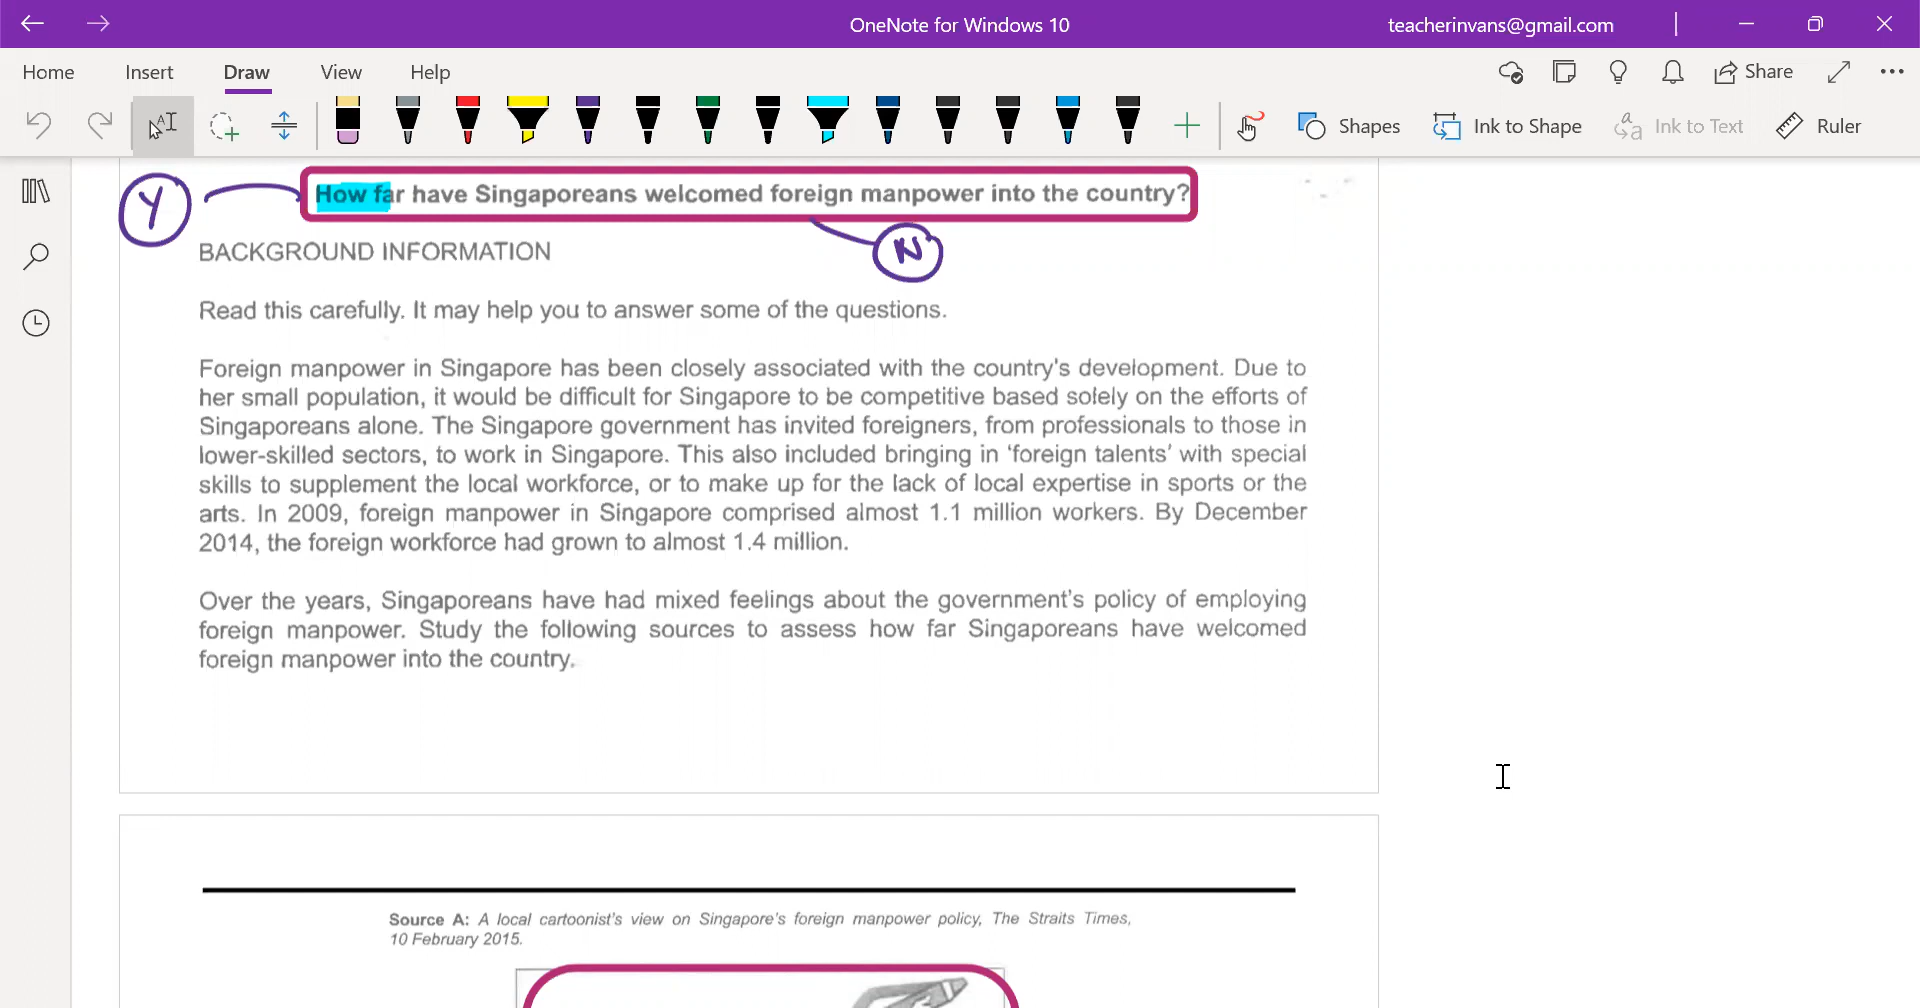 OneNote for Windows 10
teacherinvans@gmail.com
Home Insert Draw View Help
Share
Shapes Ink to Shape Ink to Text Ruler
Y
How far have Singaporeans welcomed foreign manpower into the country?
N
BACKGROUND INFORMATION
Read this carefully. It may help you to answer some of the questions.
Foreign manpower in Singapore has been closely associated with the country's development. Due to
her small population, it would be difficult for Singapore to be competitive based solely on the efforts of
Singaporeans alone. The Singapore government has invited foreigners, from professionals to those in
lower-skilled sectors, to work in Singapore. This also included bringing in ‘foreign talents’ with special
skills to supplement the local workforce, or to make up for the lack of local expertise in sports or the
arts. In 2009, foreign manpower in Singapore comprised almost 1.1 million workers. By December
2014, the foreign workforce had grown to almost 1.4 million.
Over the years, Singaporeans have had mixed feelings about the government's policy of employing
foreign manpower. Study the following sources to assess how far Singaporeans have welcomed
foreign manpower into the country.
Source A: A local cartoonist's view on Singapore's foreign manpower policy, The Straits Times,
10 February 2015.